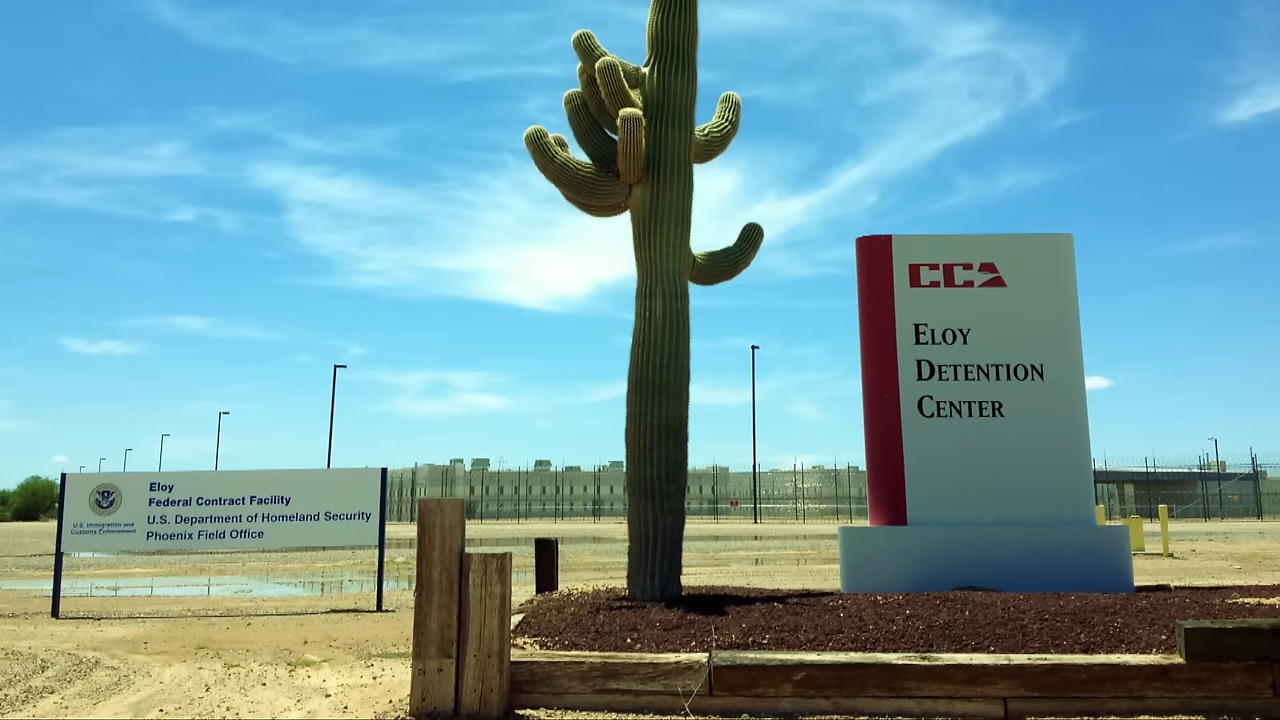 CCA
Eloy
Detention
Center
Eloy
Federal Contract Facility
U.S. Department of Homeland Security
Phoenix Field Office
U.S. Immigration and
Customs Enforcement